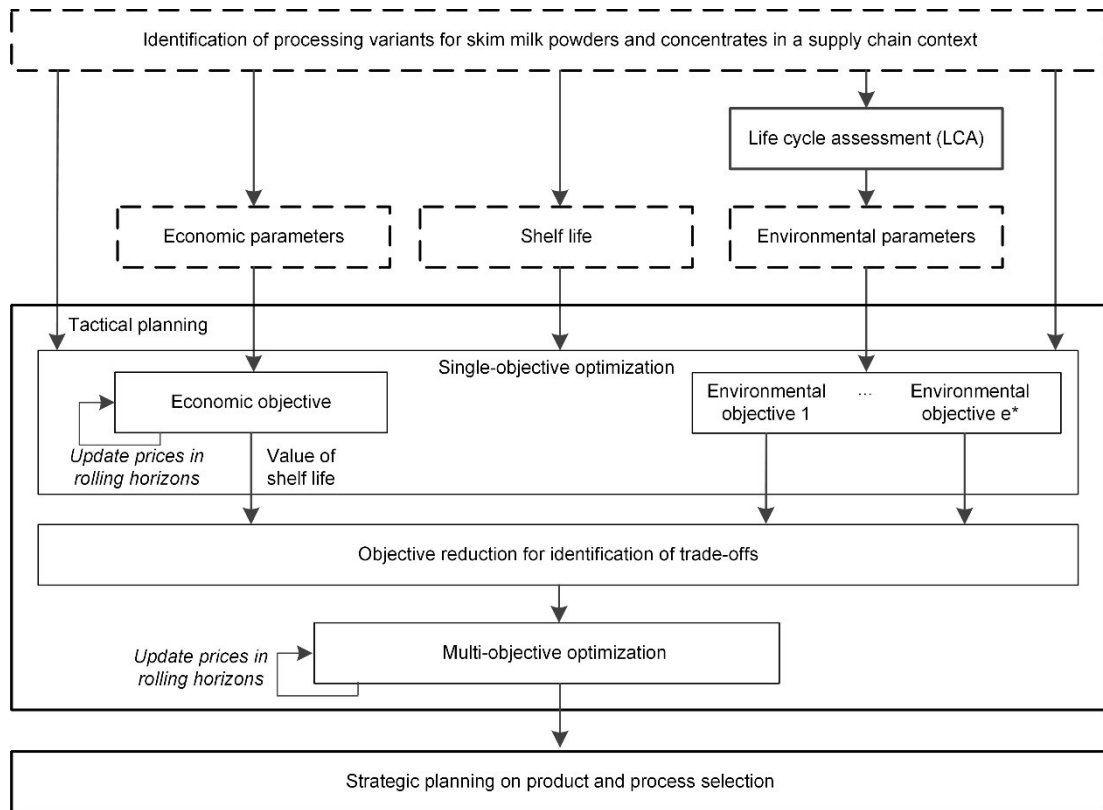 Identification of processing variants for skim milk powders and concentrates in a supply chain context
Life cycle assessment (LCA)
Economic parameters
Shelf life
Environmental parameters
Tactical planning
Single-objective optimization
Economic objective
Environmental
objective 1
...
Environmental
objective e*
Update prices in
rolling horizons
Value of
shelf life
Objective reduction for identification of trade-offs
Update prices in
rolling horizons
Multi-objective optimization
Strategic planning on product and process selection